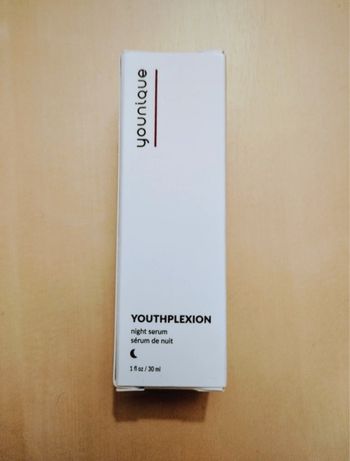 younique
YOUTHPLEXION
night serum
sérum de nuit
1 fl oz / 30 ml